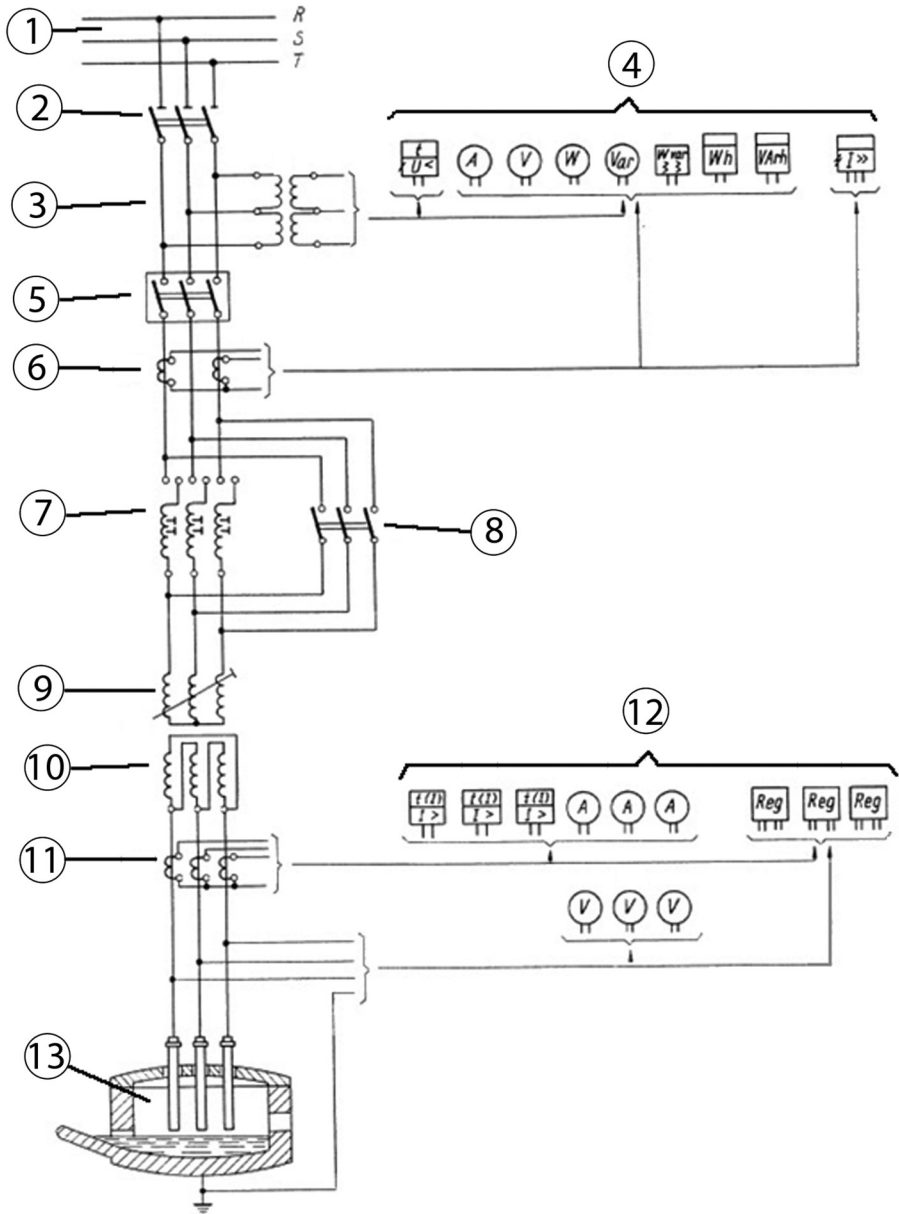 1
R
S
T
2
4
t
U<
A
V
W
Var
W var
Wh
VArh
t I>>
3
5
6
7
8
9
10
12
t(I)
I>
t(I)
I>
t(I)
I>
A
A
A
Reg
Reg
Reg
11
V
V
V
13